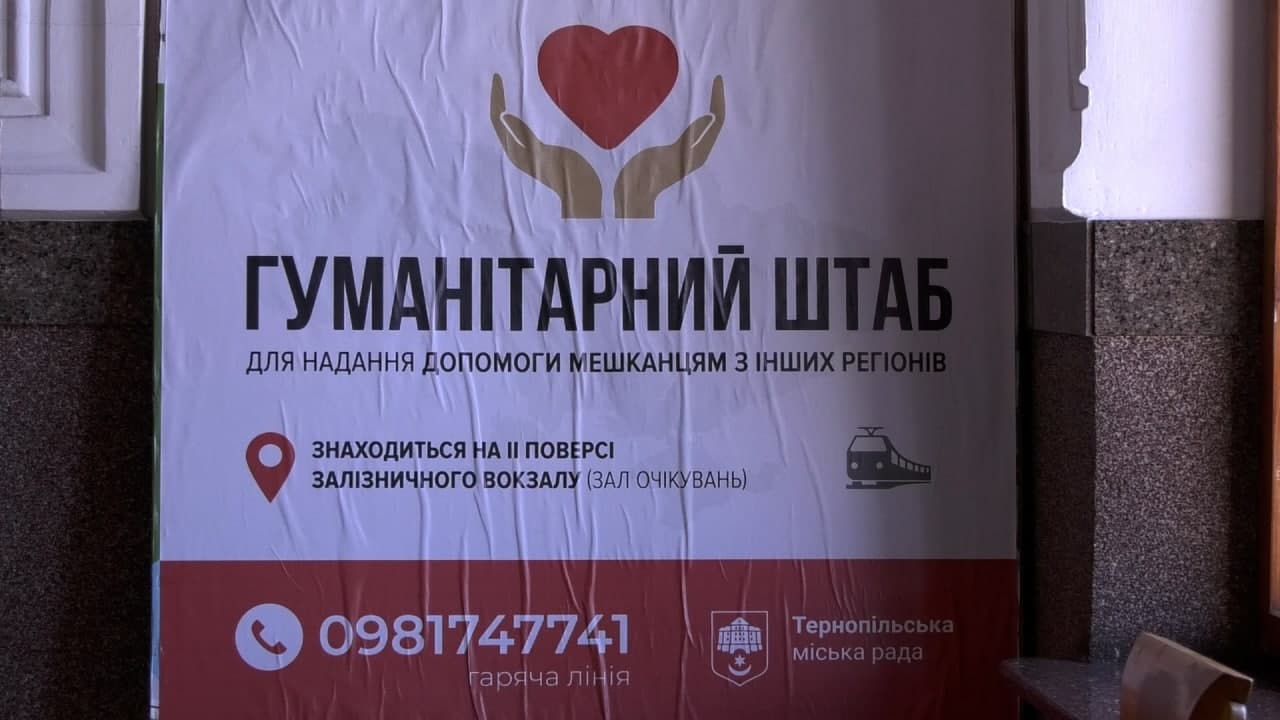 ГУМАНІТАРНИЙ ШТАБ
ДЛЯ НАДАННЯ ДОПОМОГИ МЕШКАНЦЯМ З ІНШИХ РЕГІОНІВ
ЗНАХОДИТЬСЯ НА ІІ ПОВЕРСІ
ЗАЛІЗНИЧНОГО ВОКЗАЛУ (ЗАЛ ОЧІКУВАНЬ)
0981747741
гаряча лінія
Тернопільська
міська рада